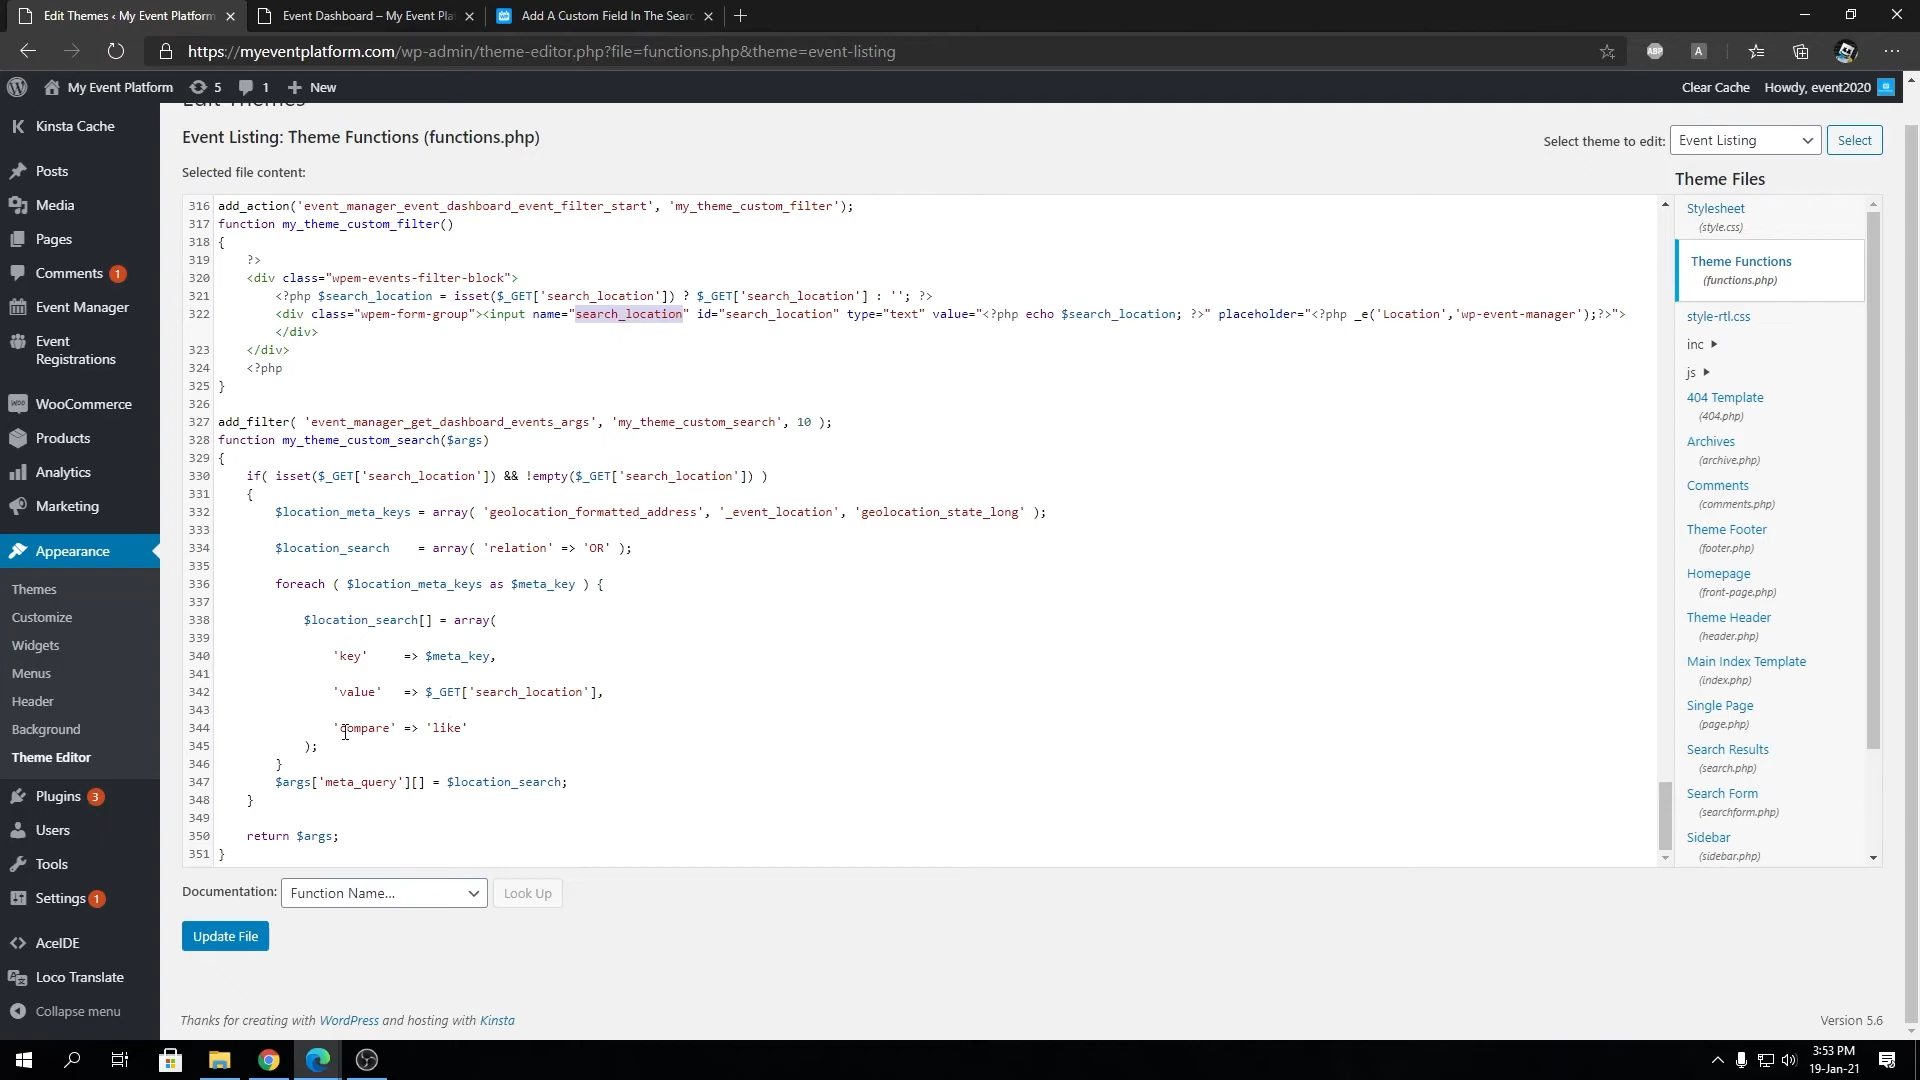 Edit Themes ‹ My Event Platform
Event Dashboard – My Event Pla
Add A Custom Field In The Sear
https://myeventplatform.com/wp-admin/theme-editor.php?file=functions.php&theme=event-listing
ABP
A
My Event Platform
5
1
New
Clear Cache
Howdy, event2020
Kinsta Cache
Posts
Media
Pages
Comments 1
Event Manager
Event
Registrations
WooCommerce
Products
Analytics
Marketing
Appearance
Themes
Customize
Widgets
Menus
Header
Background
Theme Editor
Plugins 3
Users
Tools
Settings 1
AceIDE
Loco Translate
Collapse menu
Edit Themes
Event Listing: Theme Functions (functions.php)
Select theme to edit: Event Listing Select
Selected file content:
316 add_action('event_manager_event_dashboard_event_filter_start', 'my_theme_custom_filter');
317 function my_theme_custom_filter()
318 {
319 ?>
320 <div class="wpem-events-filter-block">
321 <?php $search_location = isset($_GET['search_location']) ? $_GET['search_location'] : ''; ?>
322 <div class="wpem-form-group"><input name="search_location" id="search_location" type="text" value="<?php echo $search_location; ?>" placeholder="<?php _e('Location','wp-event-manager');?>">
</div>
323 </div>
324 <?php
325 }
326
327 add_filter( 'event_manager_get_dashboard_events_args', 'my_theme_custom_search', 10 );
328 function my_theme_custom_search($args)
329 {
330 if( isset($_GET['search_location']) && !empty($_GET['search_location']) )
331 {
332 $location_meta_keys = array( 'geolocation_formatted_address', '_event_location', 'geolocation_state_long' );
333
334 $location_search = array( 'relation' => 'OR' );
335
336 foreach ( $location_meta_keys as $meta_key ) {
337
338 $location_search[] = array(
339
340 'key' => $meta_key,
341
342 'value' => $_GET['search_location'],
343
344 'compare' => 'like'
345 );
346 }
347 $args['meta_query'][] = $location_search;
348 }
349
350 return $args;
351 }
Theme Files
Stylesheet
(style.css)
Theme Functions
(functions.php)
style-rtl.css
inc
js
404 Template
(404.php)
Archives
(archive.php)
Comments
(comments.php)
Theme Footer
(footer.php)
Homepage
(front-page.php)
Theme Header
(header.php)
Main Index Template
(index.php)
Single Page
(page.php)
Search Results
(search.php)
Search Form
(searchform.php)
Sidebar
(sidebar.php)
Documentation: Function Name... Look Up
Update File
Thanks for creating with WordPress and hosting with Kinsta
Version 5.6
3:53 PM
19-Jan-21